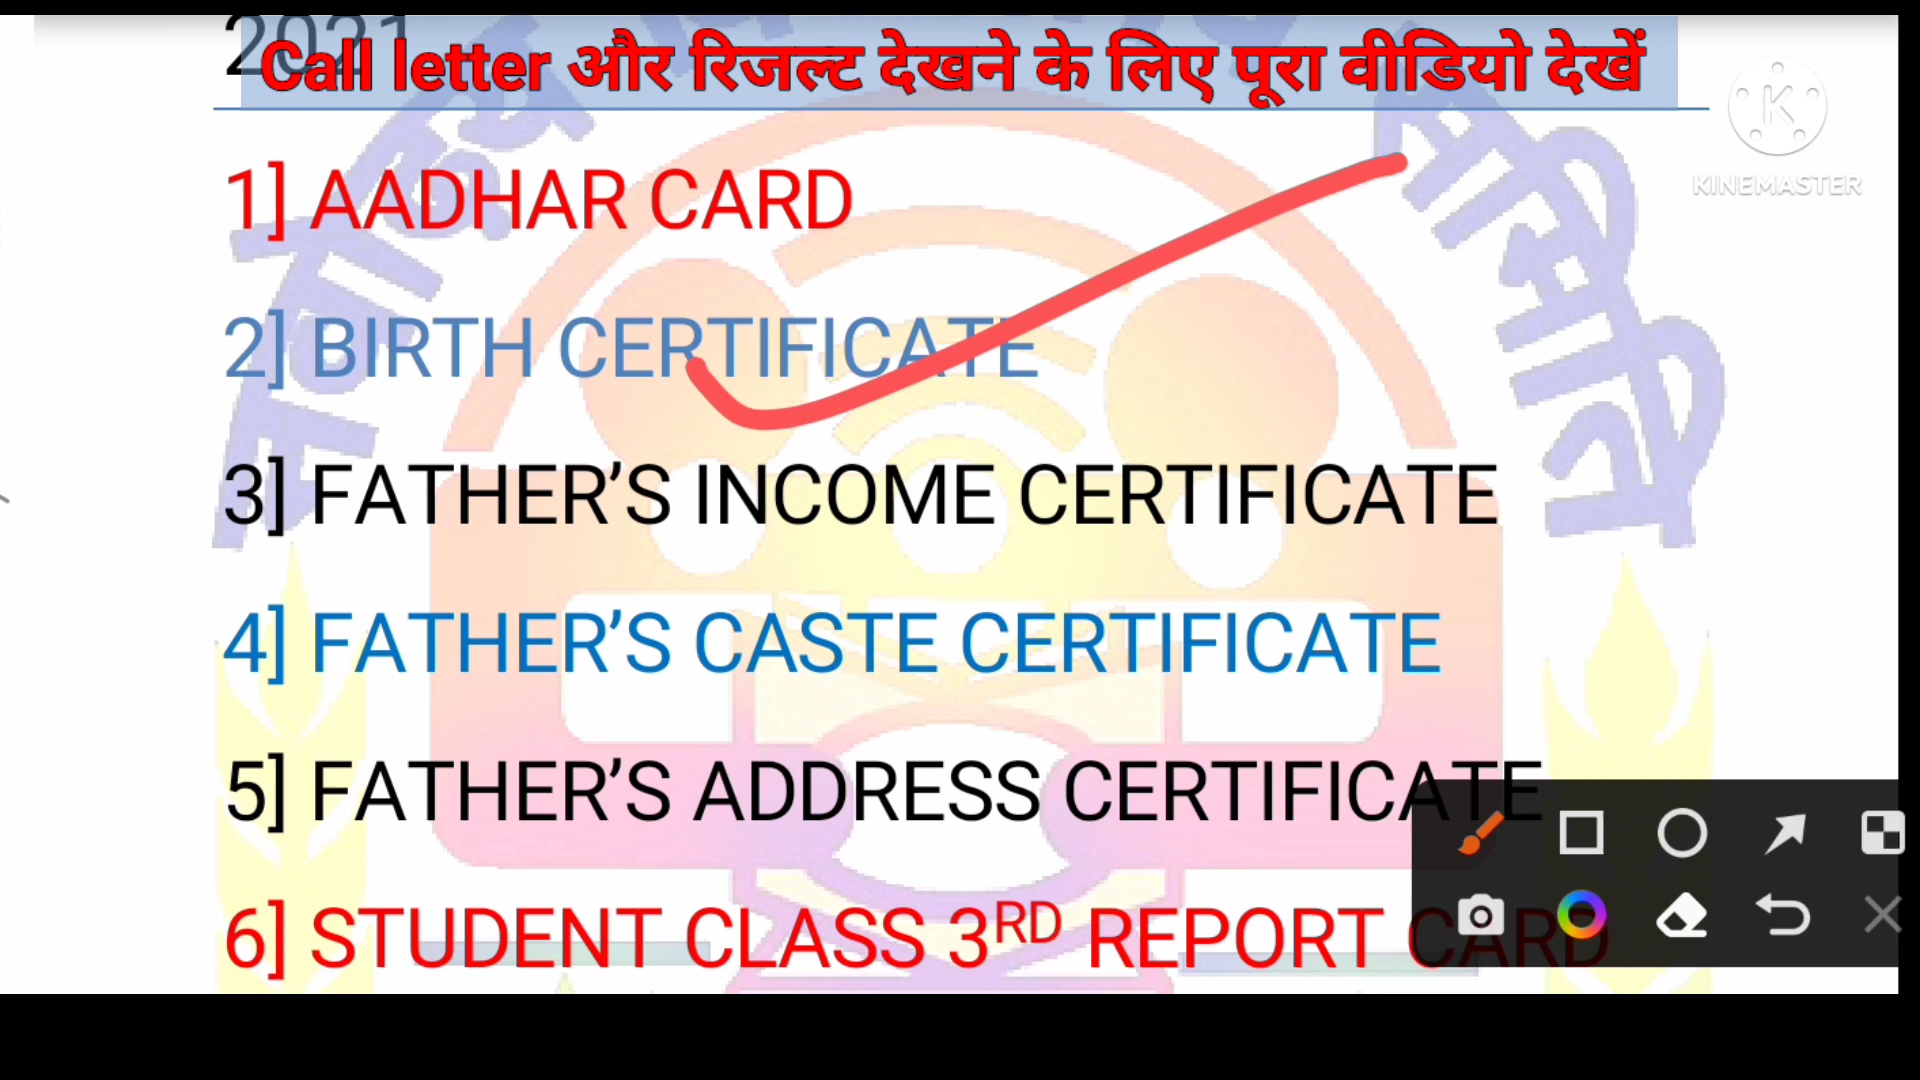 2021
Call letter और रिजल्ट देखने के लिए पूरा वीडियो देखें
KINEMASTER
1] AADHAR CARD
2] BIRTH CERTIFICATE
3] FATHER’S INCOME CERTIFICATE
4] FATHER’S CASTE CERTIFICATE
5] FATHER’S ADDRESS CERTIFICATE
6] STUDENT CLASS 3RD REPORT CARD